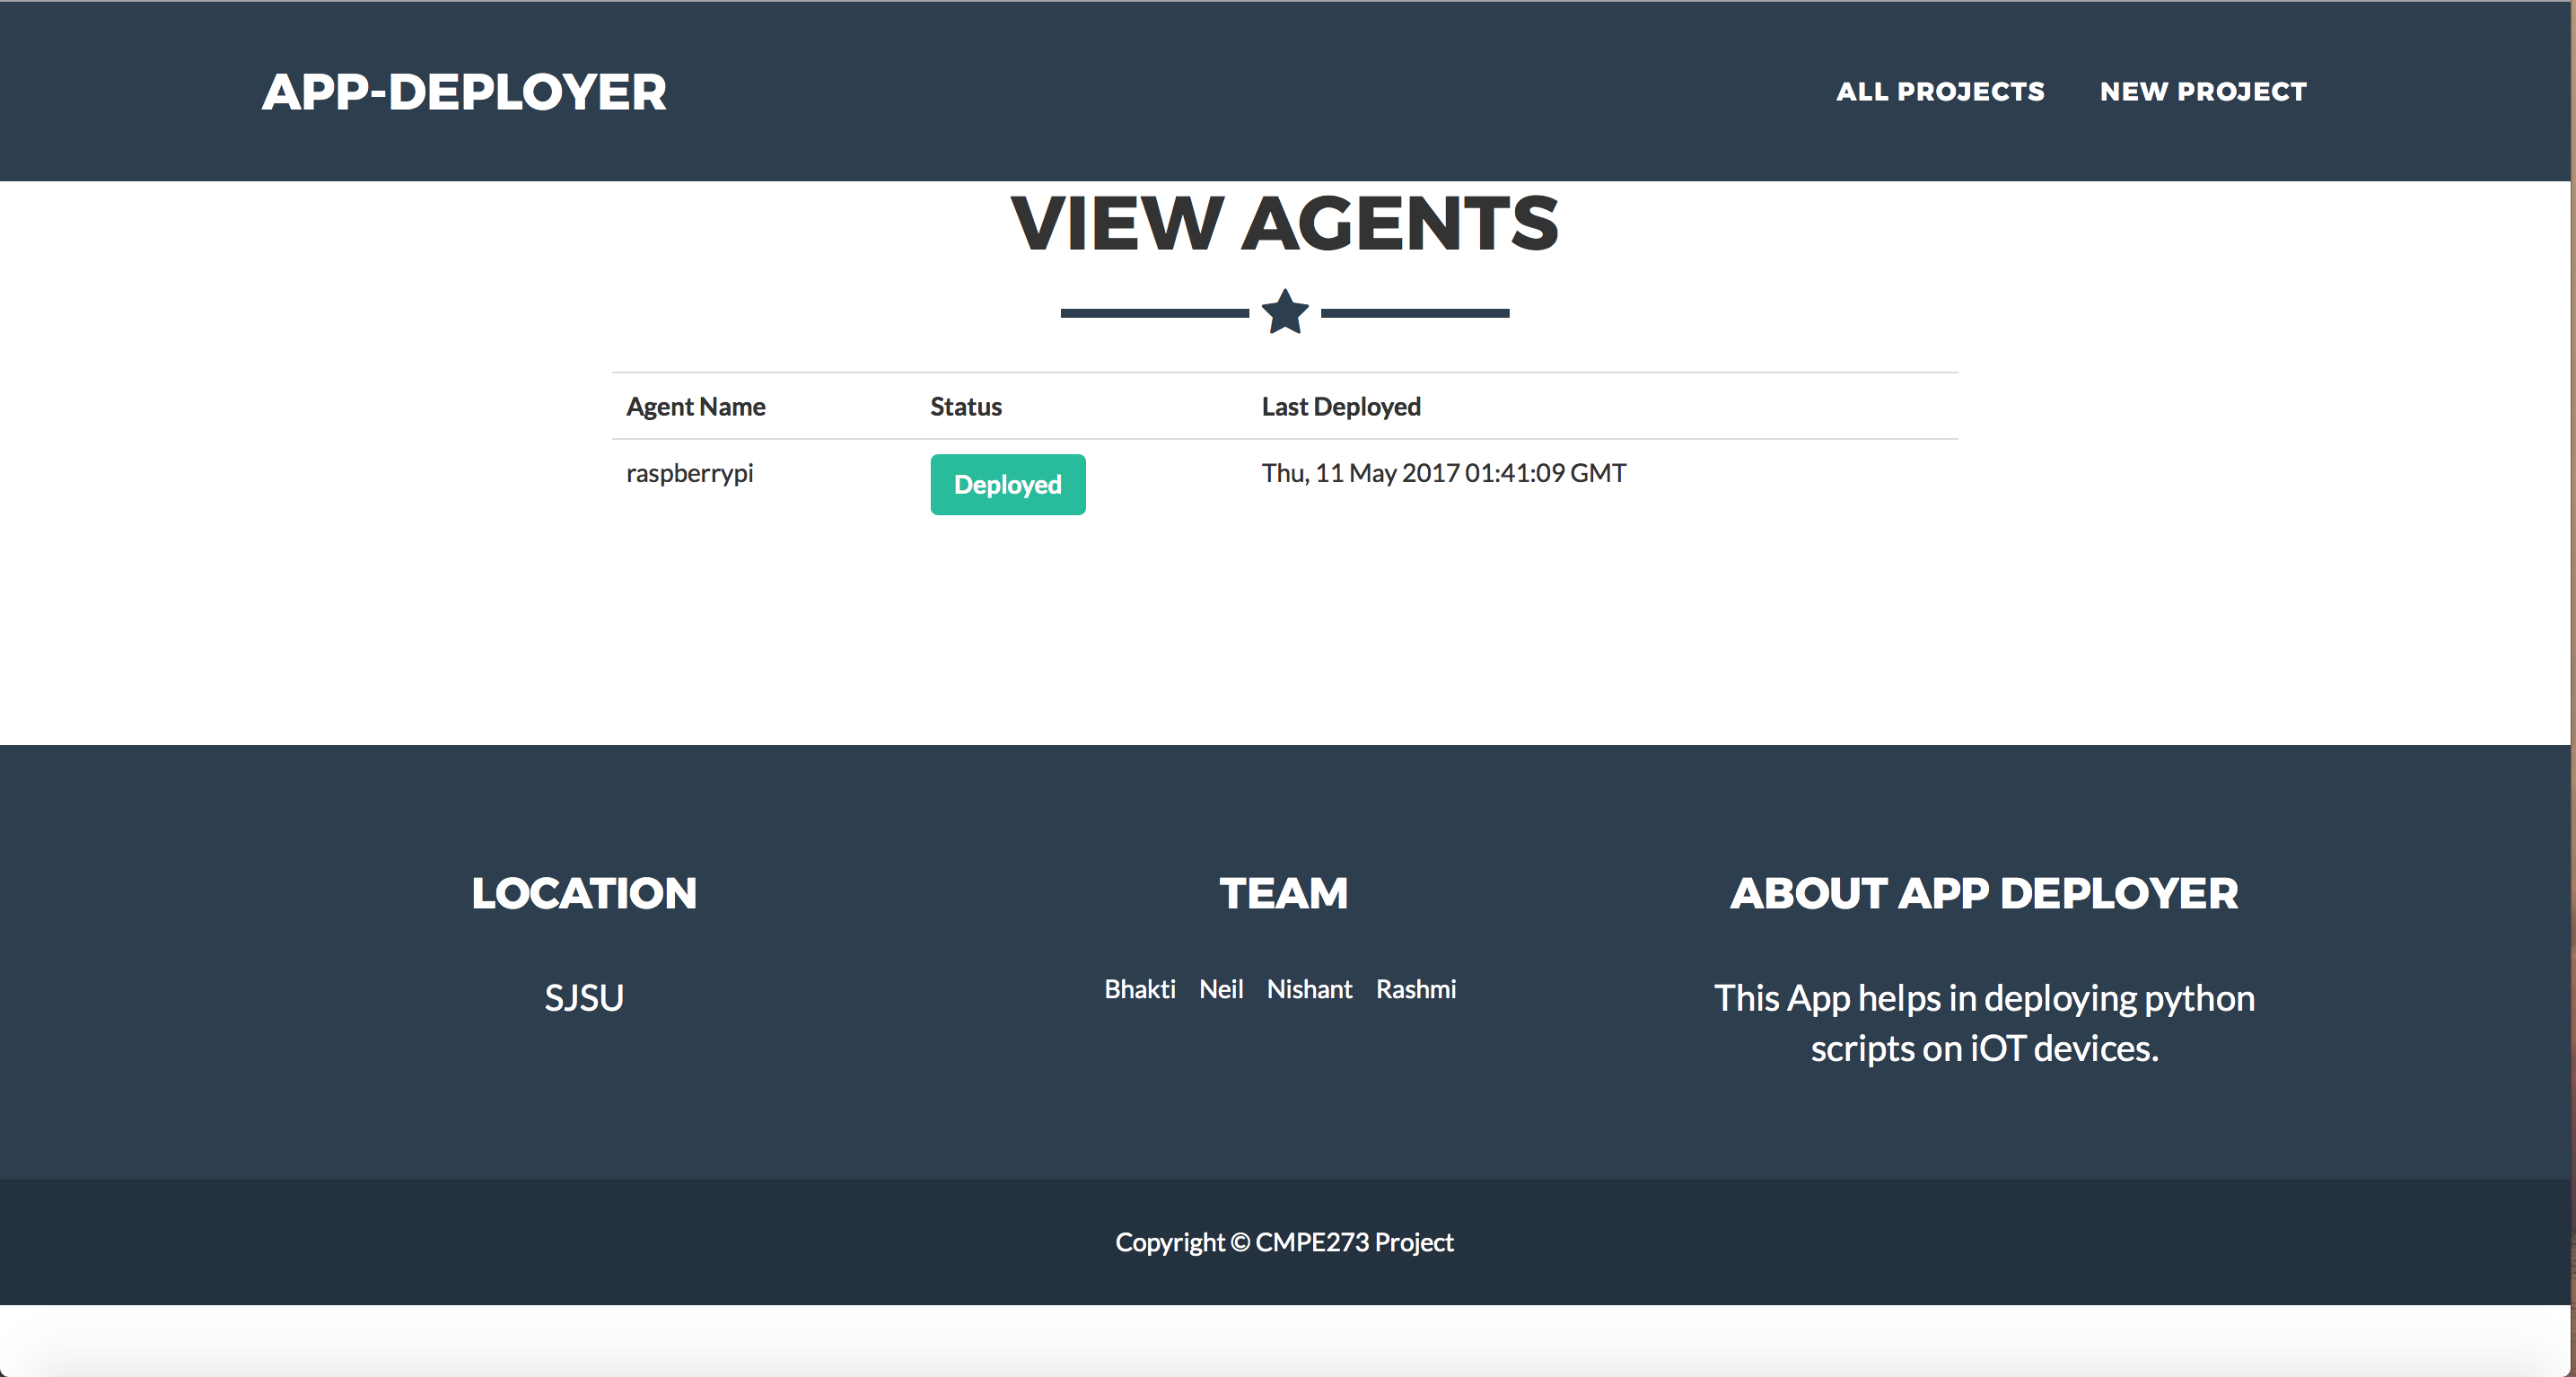 APP-DEPLOYER
ALL PROJECTS NEW PROJECT
VIEW AGENTS
Agent Name Status Last Deployed
raspberrypi Deployed Thu, 11 May 2017 01:41:09 GMT
LOCATION
SJSU
TEAM
Bhakti Neil Nishant Rashmi
ABOUT APP DEPLOYER
This App helps in deploying python
scripts on iOT devices.
Copyright © CMPE273 Project